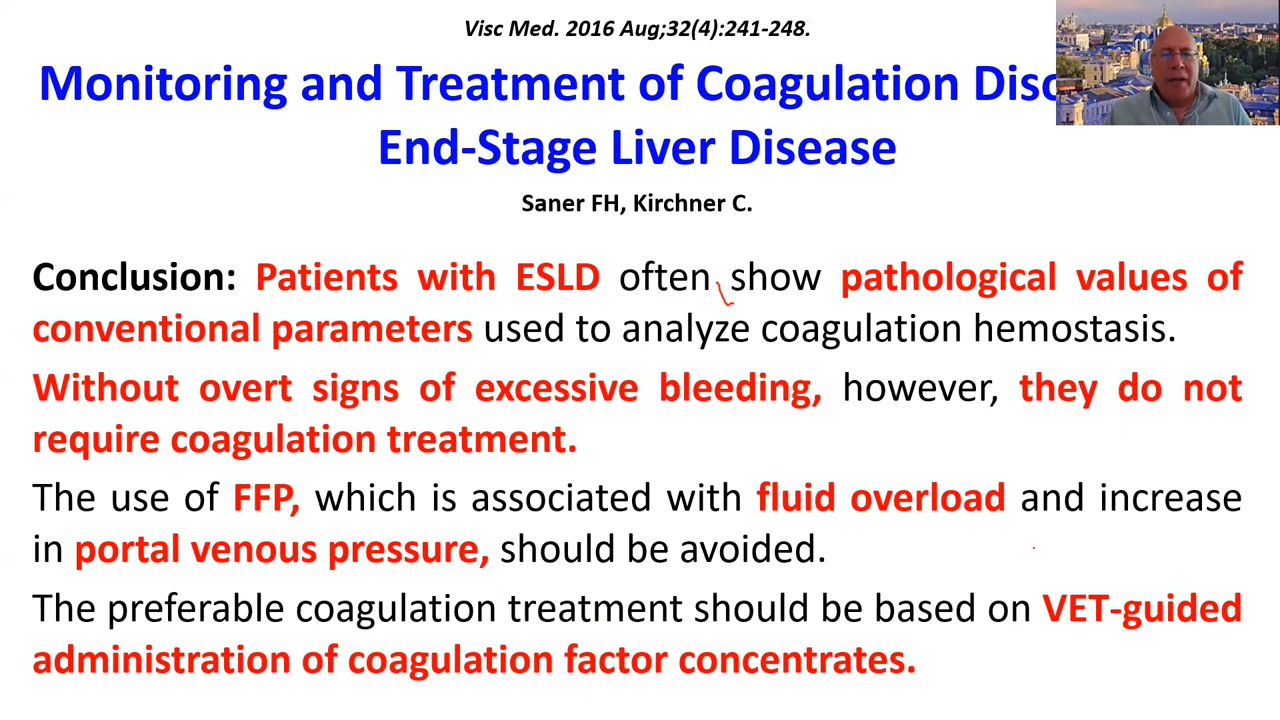 Visc Med. 2016 Aug;32(4):241-248.
Monitoring and Treatment of Coagulation
End-Stage Liver Disease
Saner FH, Kirchner C.
Conclusion: Patients with ESLD often show pathological values of
conventional parameters used to analyze coagulation hemostasis.
Without overt signs of excessive bleeding, however, they do not
require coagulation treatment.
The use of FFP, which is associated with fluid overload and increase
in portal venous pressure, should be avoided.
The preferable coagulation treatment should be based on VET-guided
administration of coagulation factor concentrates.